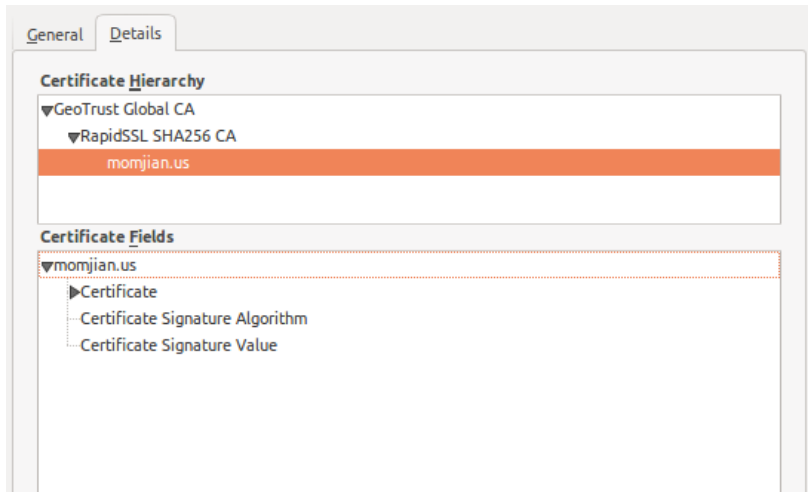 General Details
Certificate Hierarchy
GeoTrust Global CA
RapidSSL SHA256 CA
momjian.us
Certificate Fields
momjian.us
Certificate
Certificate Signature Algorithm
Certificate Signature Value